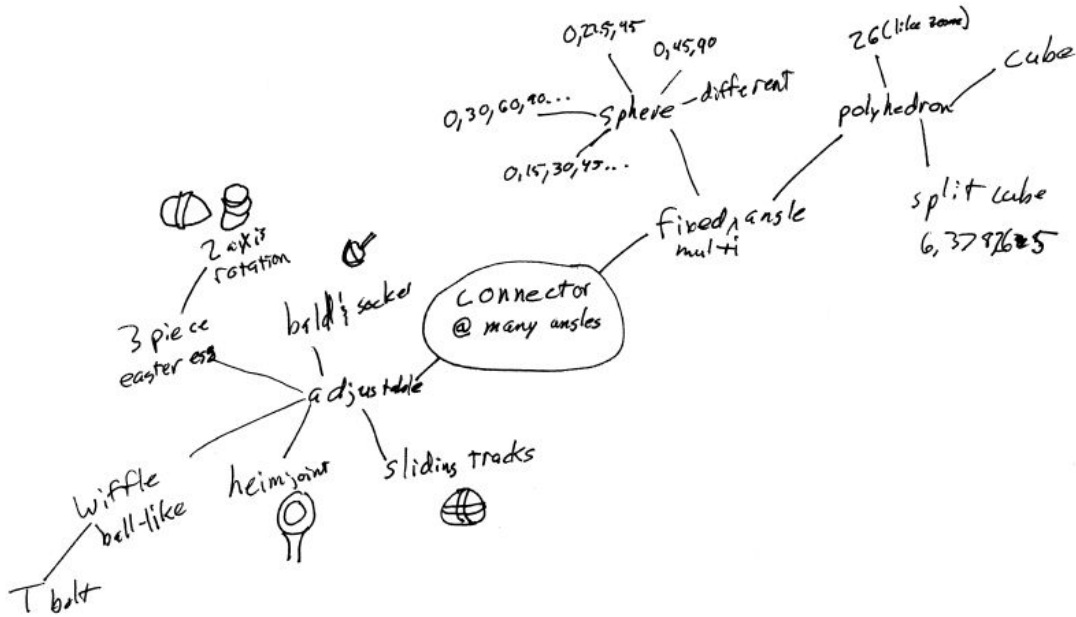 0,22.5,45
0,45,90
26 (like zome)
cube
0,30,60,90...
sphere
different
polyhedron
0,15,30,45...
split cube
fixed, angle
multi
2 axis
rotation
ball & socket
connector
@ many angles
3 piece
easter egg
adjustable
wiffle
ball-like
heim joint
sliding tracks
T bolt